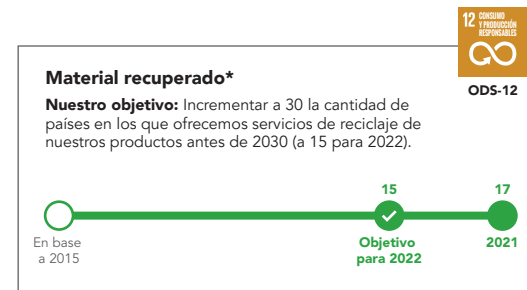 12 CONSUMO
Y PRODUCCIÓN
RESPONSABLES
ODS-12
Material recuperado*
Nuestro objetivo: Incrementar a 30 la cantidad de
países en los que ofrecemos servicios de reciclaje de
nuestros productos antes de 2030 (a 15 para 2022).
15 17
En base
a 2015
Objetivo
para 2022
2021